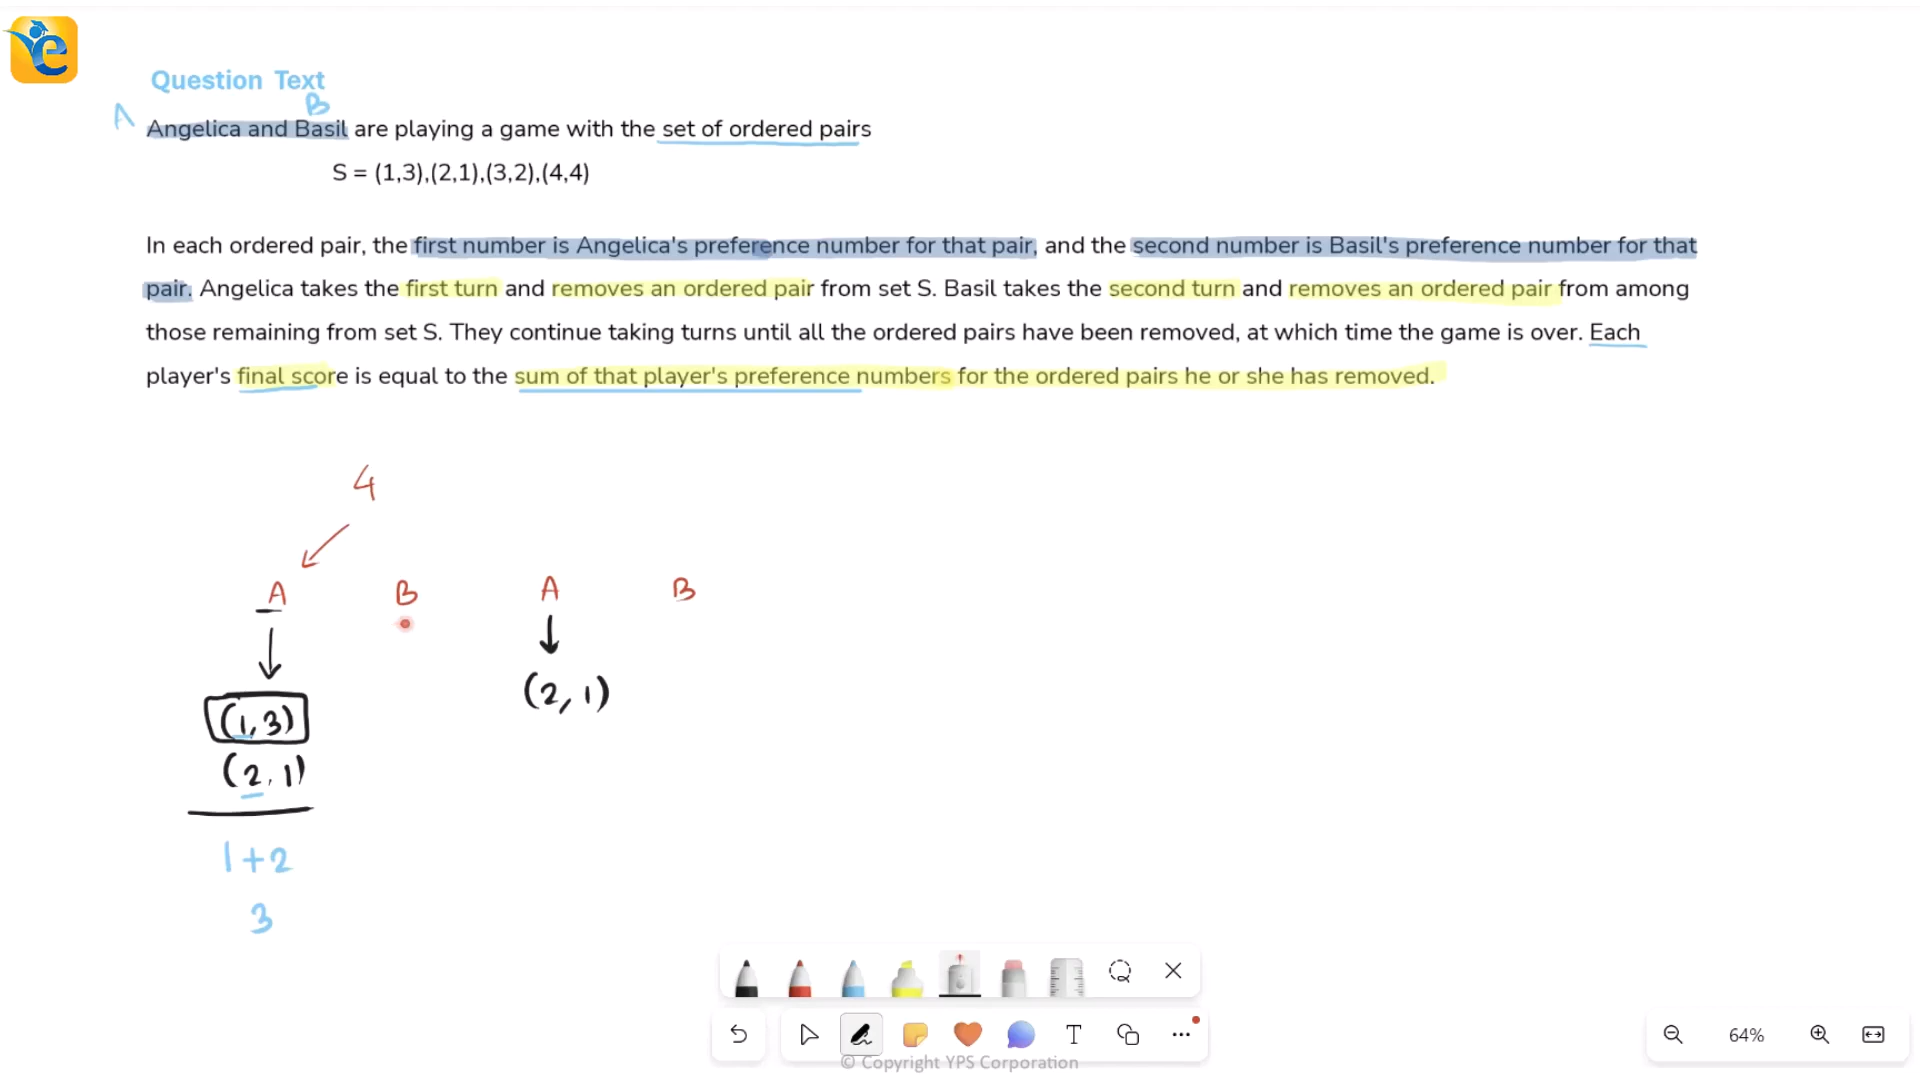 e
Question Text
A B
Angelica and Basil are playing a game with the set of ordered pairs
S = (1,3),(2,1),(3,2),(4,4)
In each ordered pair, the first number is Angelica's preference number for that pair, and the second number is Basil's preference number for that
pair. Angelica takes the first turn and removes an ordered pair from set S. Basil takes the second turn and removes an ordered pair from among
those remaining from set S. They continue taking turns until all the ordered pairs have been removed, at which time the game is over. Each
player's final score is equal to the sum of that player's preference numbers for the ordered pairs he or she has removed.
4
A B A B
(2, 1)
(1, 3)
(2, 1)
1+2
3
T
64%
© Copyright YPS Corporation